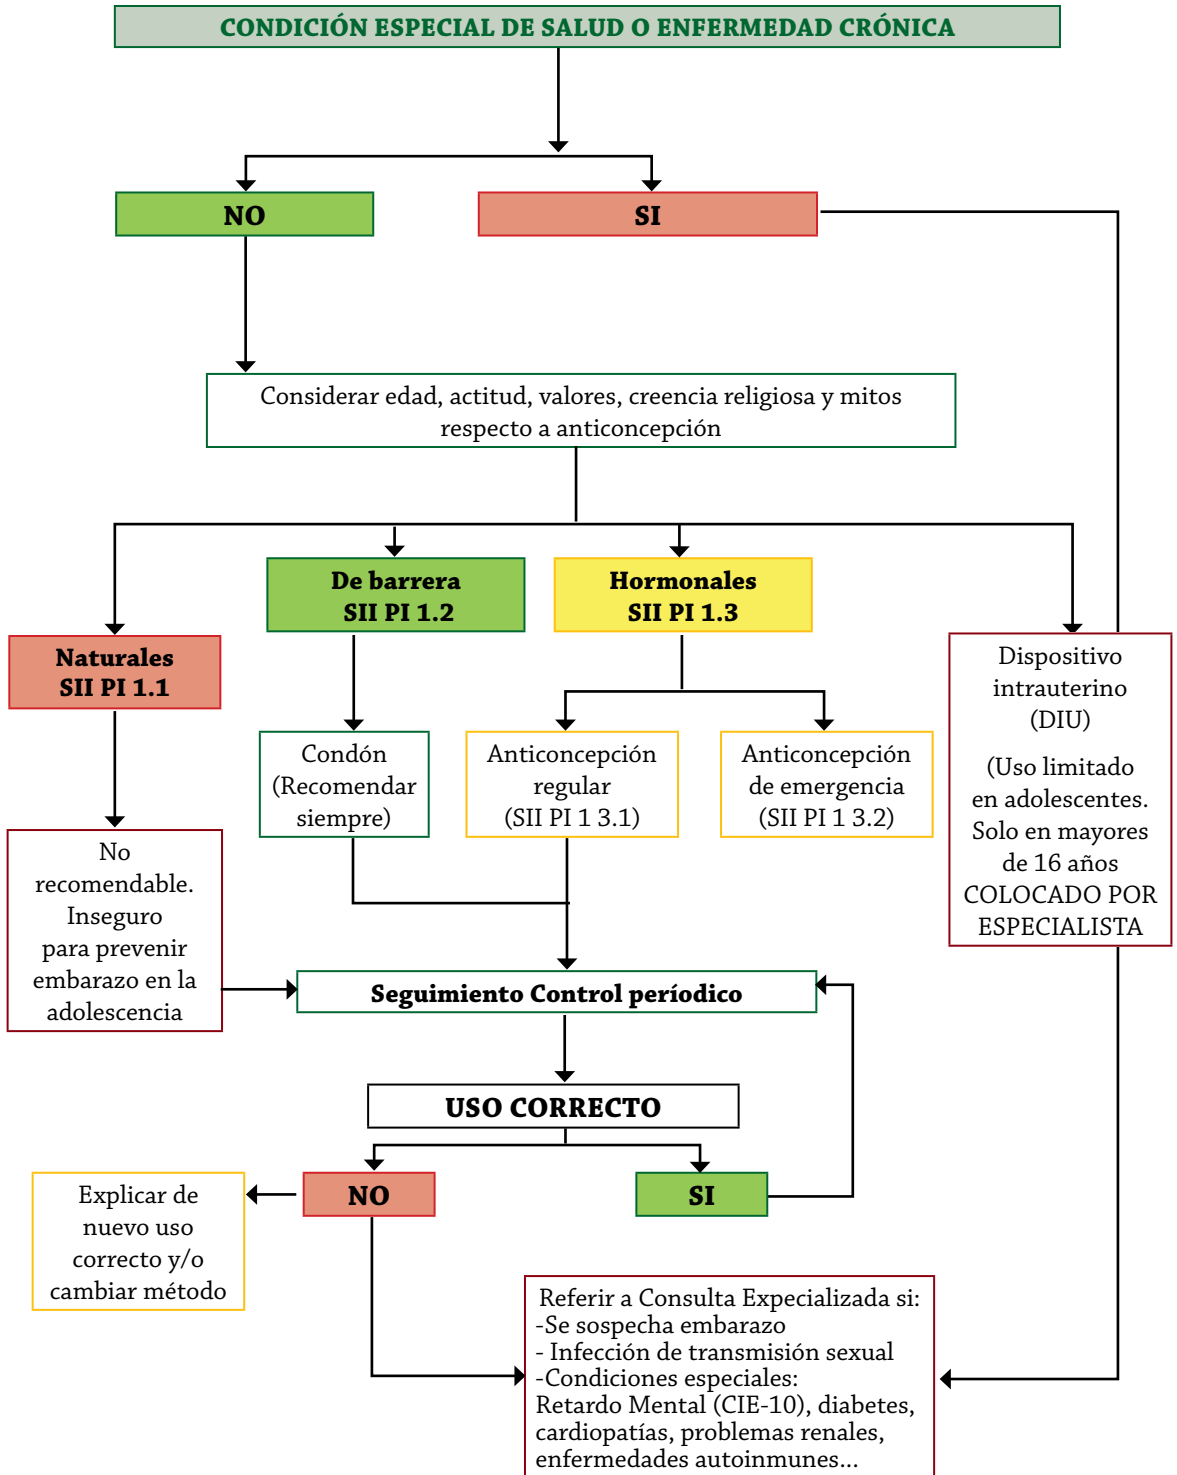 CONDICIÓN ESPECIAL DE SALUD O ENFERMEDAD CRÓNICA
NO
SI
Considerar edad, actitud, valores, creencia religiosa y mitos
respecto a anticoncepción
De barrera
SII PI 1.2
Hormonales
SII PI 1.3
Naturales
SII PI 1.1
Dispositivo
intrauterino
(DIU)
(Uso limitado
en adolescentes.
Solo en mayores
de 16 años
COLOCADO POR
ESPECIALISTA
Condón
(Recomendar
siempre)
Anticoncepción
regular
(SII PI 1 3.1)
Anticoncepción
de emergencia
(SII PI 1 3.2)
No
recomendable.
Inseguro
para prevenir
embarazo en la
adolescencia
Seguimiento Control períodico
USO CORRECTO
NO
SI
Explicar de
nuevo uso
correcto y/o
cambiar método
Referir a Consulta Expecializada si:
-Se sospecha embarazo
- Infección de transmisión sexual
-Condiciones especiales:
Retardo Mental (CIE-10), diabetes,
cardiopatías, problemas renales,
enfermedades autoinmunes...